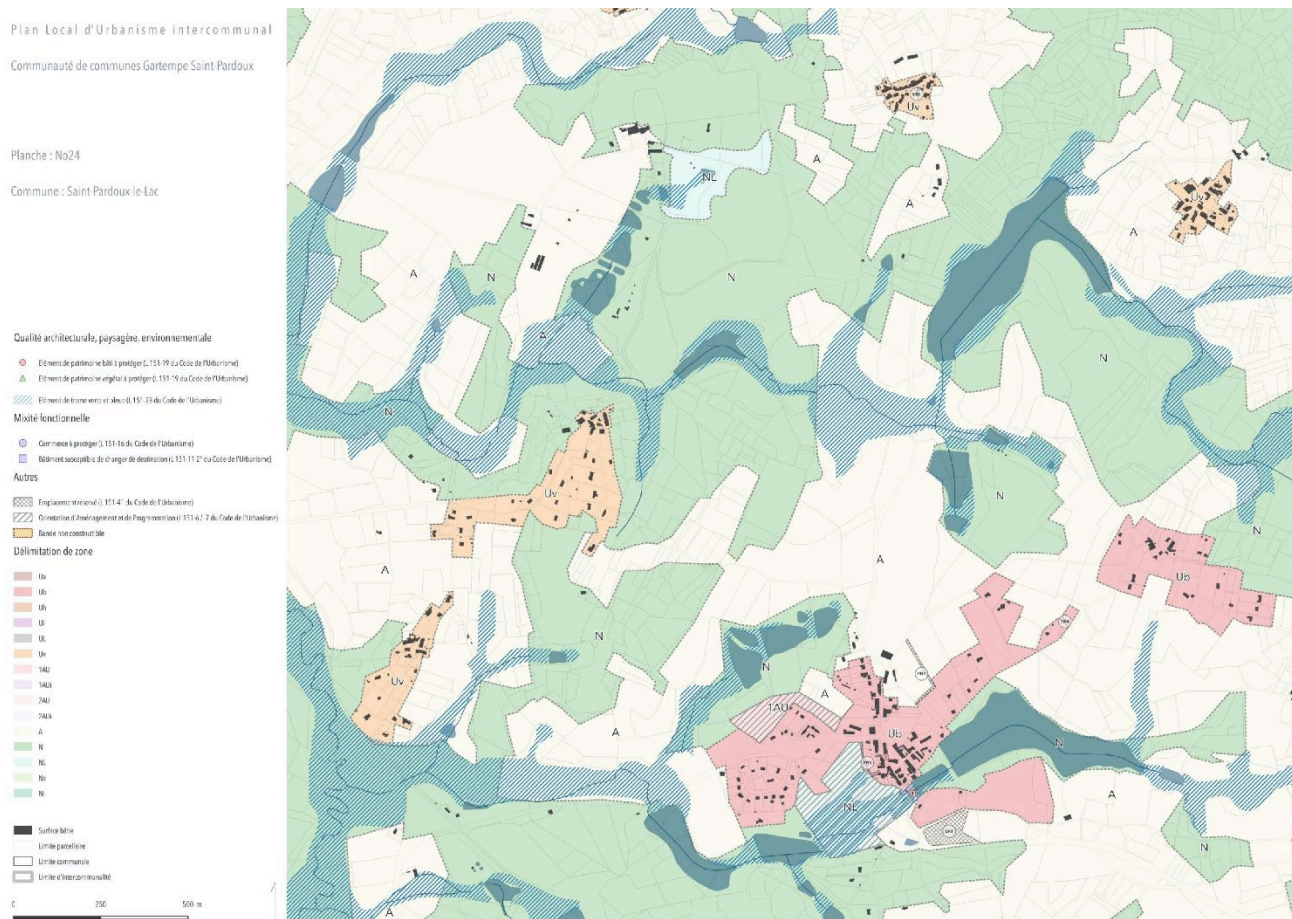 Plan Local d'Urbanisme intercommunal
Communauté de communes Gartempe Saint-Pardoux
Planche : No24
Commune : Saint-Pardoux-le-Lac
Qualité architecturale, paysagère, environnementale
Elément de patrimoine bâti à protéger (L 151-19 du Code de l'Urbanisme)
Elément de patrimoine végétal à protéger (L 151-19 du Code de l'Urbanisme)
Elément de trame verte et bleue (L 151-23 du Code de l'Urbanisme)
Mixité fonctionnelle
Commerce à protéger (L 151-16 du Code de l'Urbanisme)
Bâtiment susceptible de changer de destination (L 151-11 2° du Code de l'Urbanisme)
Autres
Emplacement réservé (L 151-41 du Code de l'Urbanisme)
Orientation d'Aménagement et de Programmation (L 151-6 / -7 du Code de l'Urbanisme)
Bande non constructible
Délimitation de zone
Ua
Ub
Uh
Ui
UL
Uv
1AU
1AUi
2AU
2AUi
A
N
NL
Ni
Surface bâtie
Limite parcellaire
Limite communale
Limite d'intercommunalité
0 250 500 m
Uv
A
NL
A
Uv
A
A
N
N
A
N
N
Uv
N
A
A
Ub
N
N
N
Uv
A
A
1AU
Ub
N
NL
A
N
A
A